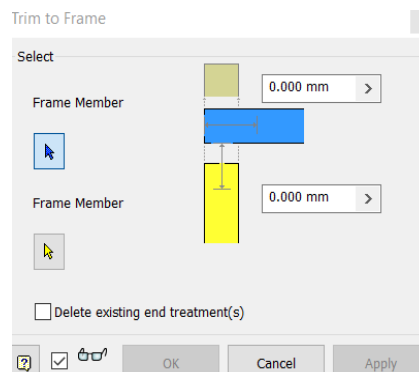 Trim to Frame
Select
0.000 mm >
Frame Member
Frame Member
0.000 mm >
Delete existing end treatment(s)
? OK Cancel Apply